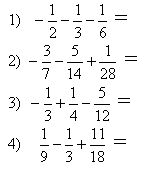 1) -1/2 - 1/3 - 1/6 =
2) -3/7 - 5/14 + 1/28 =
3) -1/3 + 1/4 - 5/12 =
4) 1/9 - 1/3 + 11/18 =